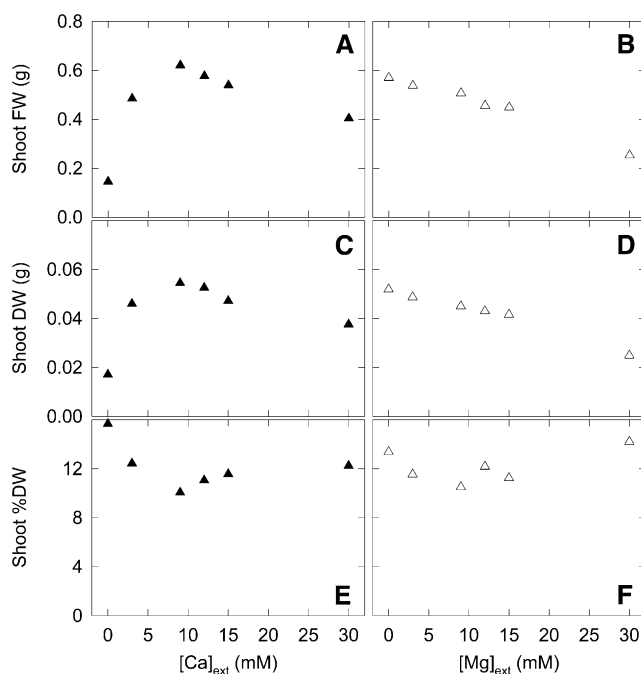 0.8
0.6
0.4
0.2
0.0
Shoot FW (g)
A
B
0.06
0.04
0.02
0.00
Shoot DW (g)
C
D
12
8
4
0
Shoot %DW
E
F
0 5 10 15 20 25 30
0 5 10 15 20 25 30
[Ca]ext (mM)
[Mg]ext (mM)